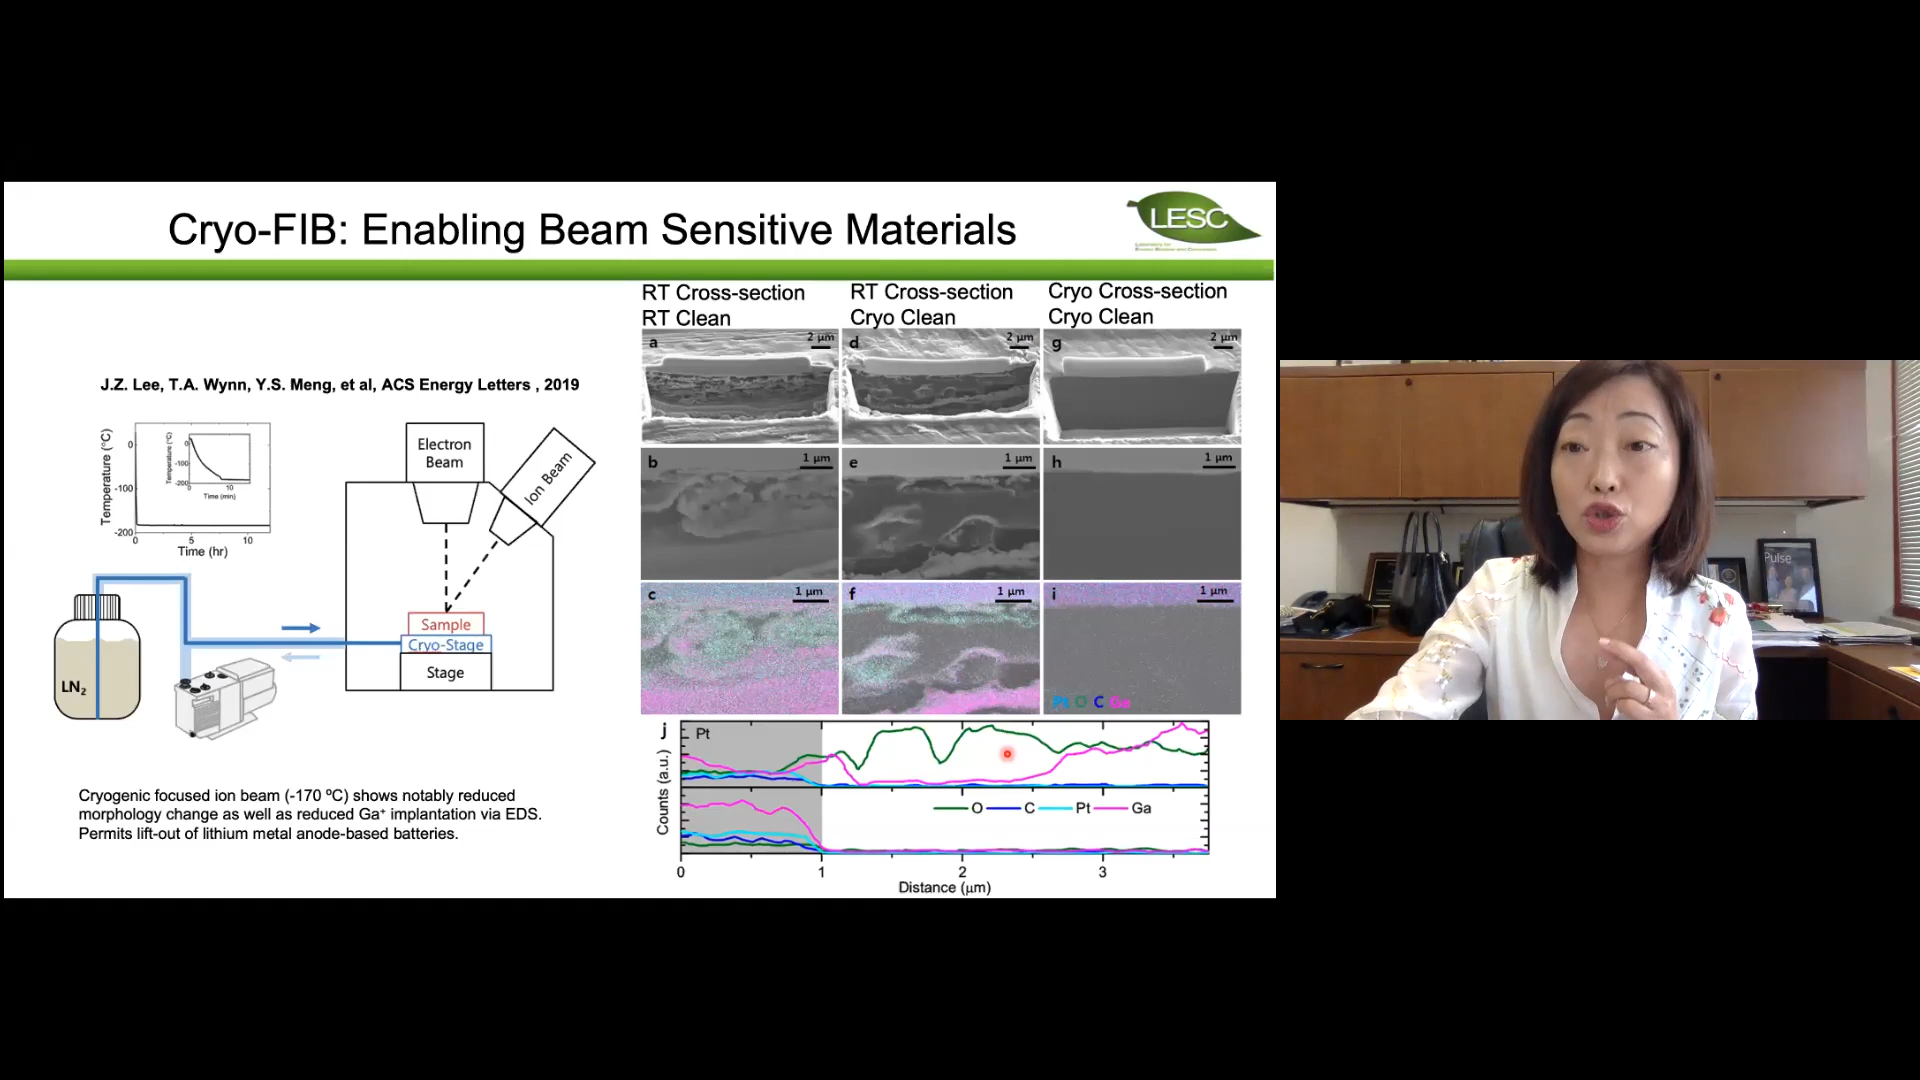 Cryo-FIB: Enabling Beam Sensitive Materials
LESC
RT Cross-section
RT Clean
RT Cross-section
Cryo Clean
Cryo Cross-section
Cryo Clean
J.Z. Lee, T.A. Wynn, Y.S. Meng, et al, ACS Energy Letters , 2019
Temperature (°C)
0
-100
-200
0
5
10
Time (hr)
Temperature (°C)
0
-100
-200
10
Time (min)
Electron
Beam
Ion Beam
Sample
Cryo-Stage
Stage
LN₂
Cryogenic focused ion beam (-170 ºC) shows notably reduced
morphology change as well as reduced Ga⁺ implantation via EDS.
Permits lift-out of lithium metal anode-based batteries.
a
2 μm
d
2 μm
g
2 μm
b
1 μm
e
1 μm
h
1 μm
c
1 μm
f
1 μm
i
1 μm
Pt O C Ga
j
Pt
Counts (a.u.)
O
C
Pt
Ga
0
1
2
3
Distance (μm)
Pulse